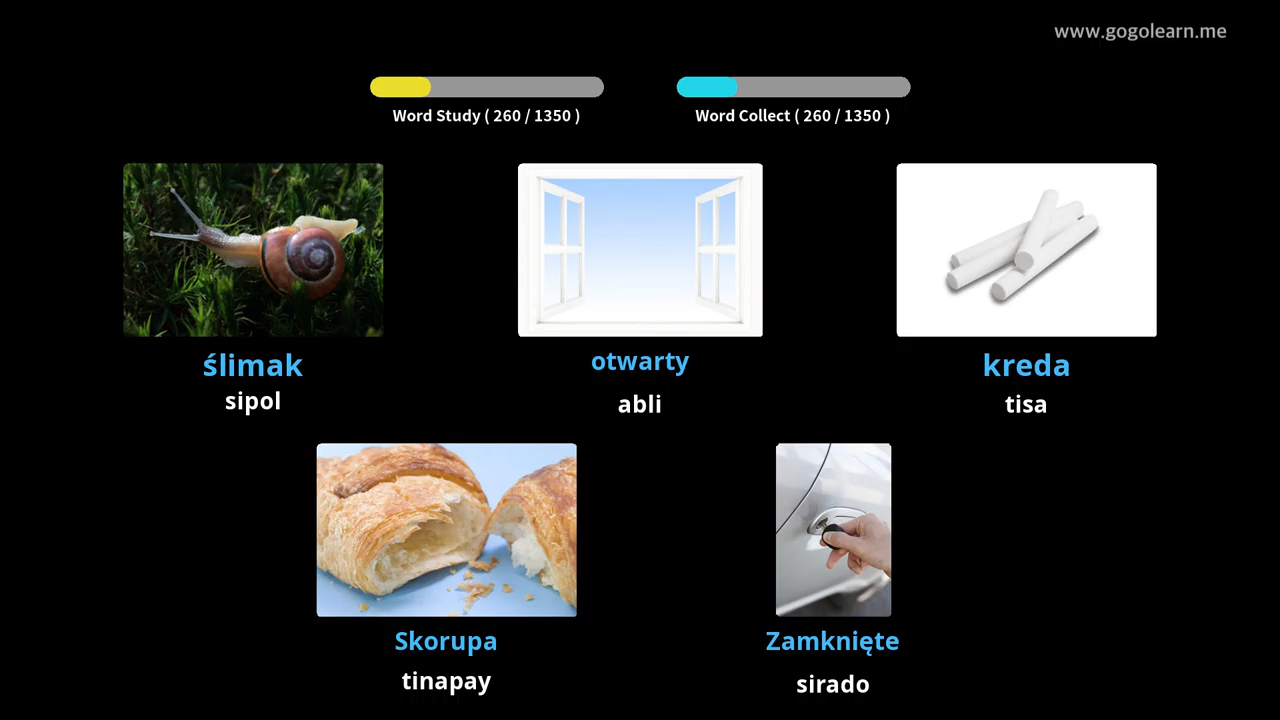 www.gogolearn.me
Word Study ( 260 / 1350 )
Word Collect ( 260 / 1350 )
ślimak
sipol
otwarty
abli
kreda
tisa
Skorupa
tinapay
Zamknięte
sirado